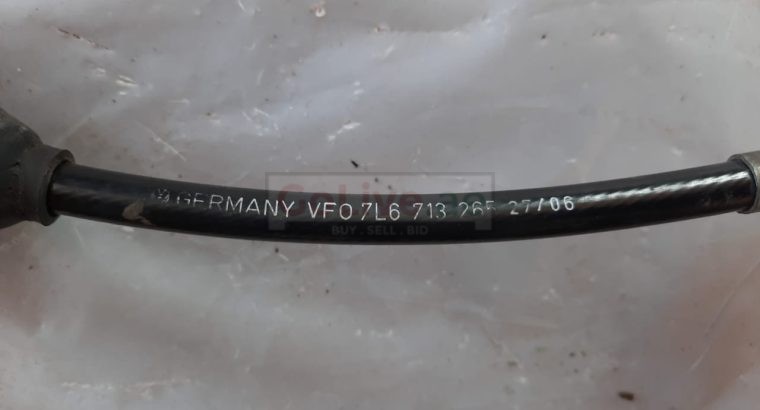 GERMANY VFO 7L6 713 265 27/06
BUY . SELL . BID